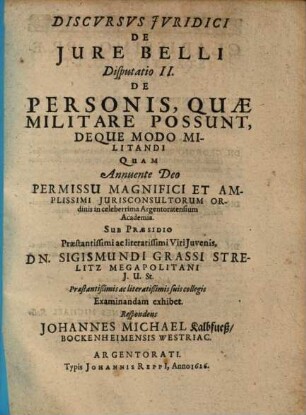 DISCVRSVS JVRIDICI
DE
JURE BELLI
Disputatio II.
DE
PERSONIS, QUÆ
MILITARE POSSUNT,
DEQUE MODO MI-
LITANDI
QUAM
Annuente Deo
PERMISSU MAGNIFICI ET AM-
PLISSIMI JURISCONSULTORUM OR-
dinis in celeberrima Argentoratensium
Academia.
SUB PRÆSIDIO
Præstantissimi ac literatissimi Viri Juvenis,
DN. SIGISMUNDI GRASSI STRE-
LITZ MEGAPOLITANI
J. U. St.
Præstantissimis ac literatissimis suis collegis
Examinandam exhibet.
Respondens
JOHANNES MICHAEL Kalbfueß/
BOCKENHEIMENSIS WESTRIAC.
ARGENTORATI.
Typis JOHANNIS REPPI, Anno 1626.